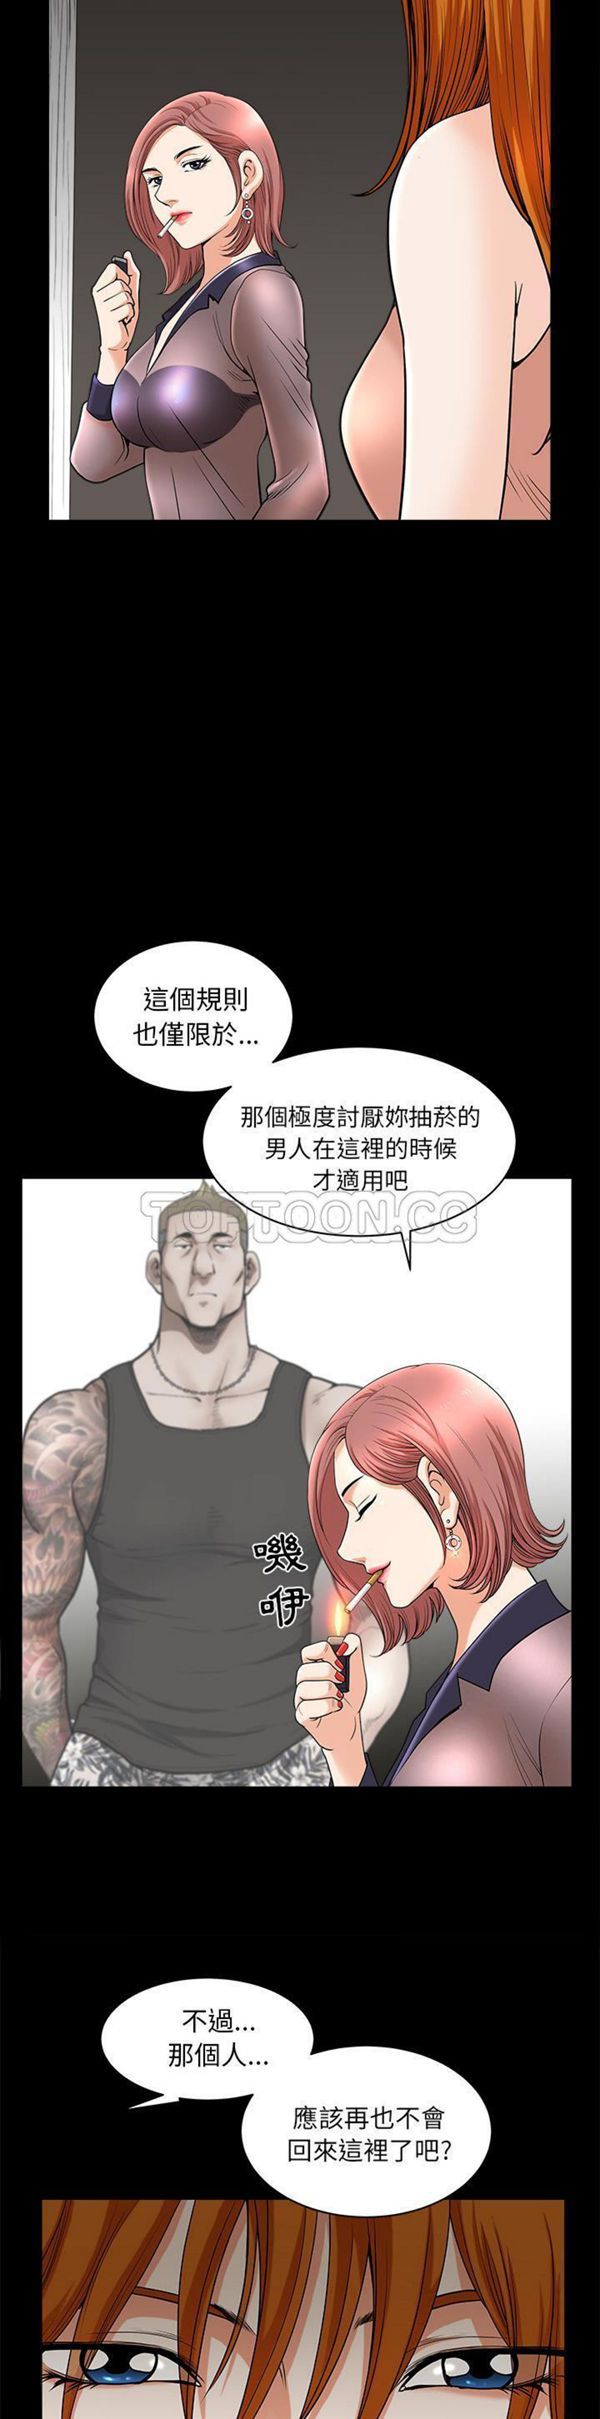 這個規則
也僅限於...
那個極度討厭妳抽菸的
男人在這裡的時候
才適用吧
TOPTOON.CC
嘰
咿
不過...
那個人...
應該再也不會
回來這裡了吧?